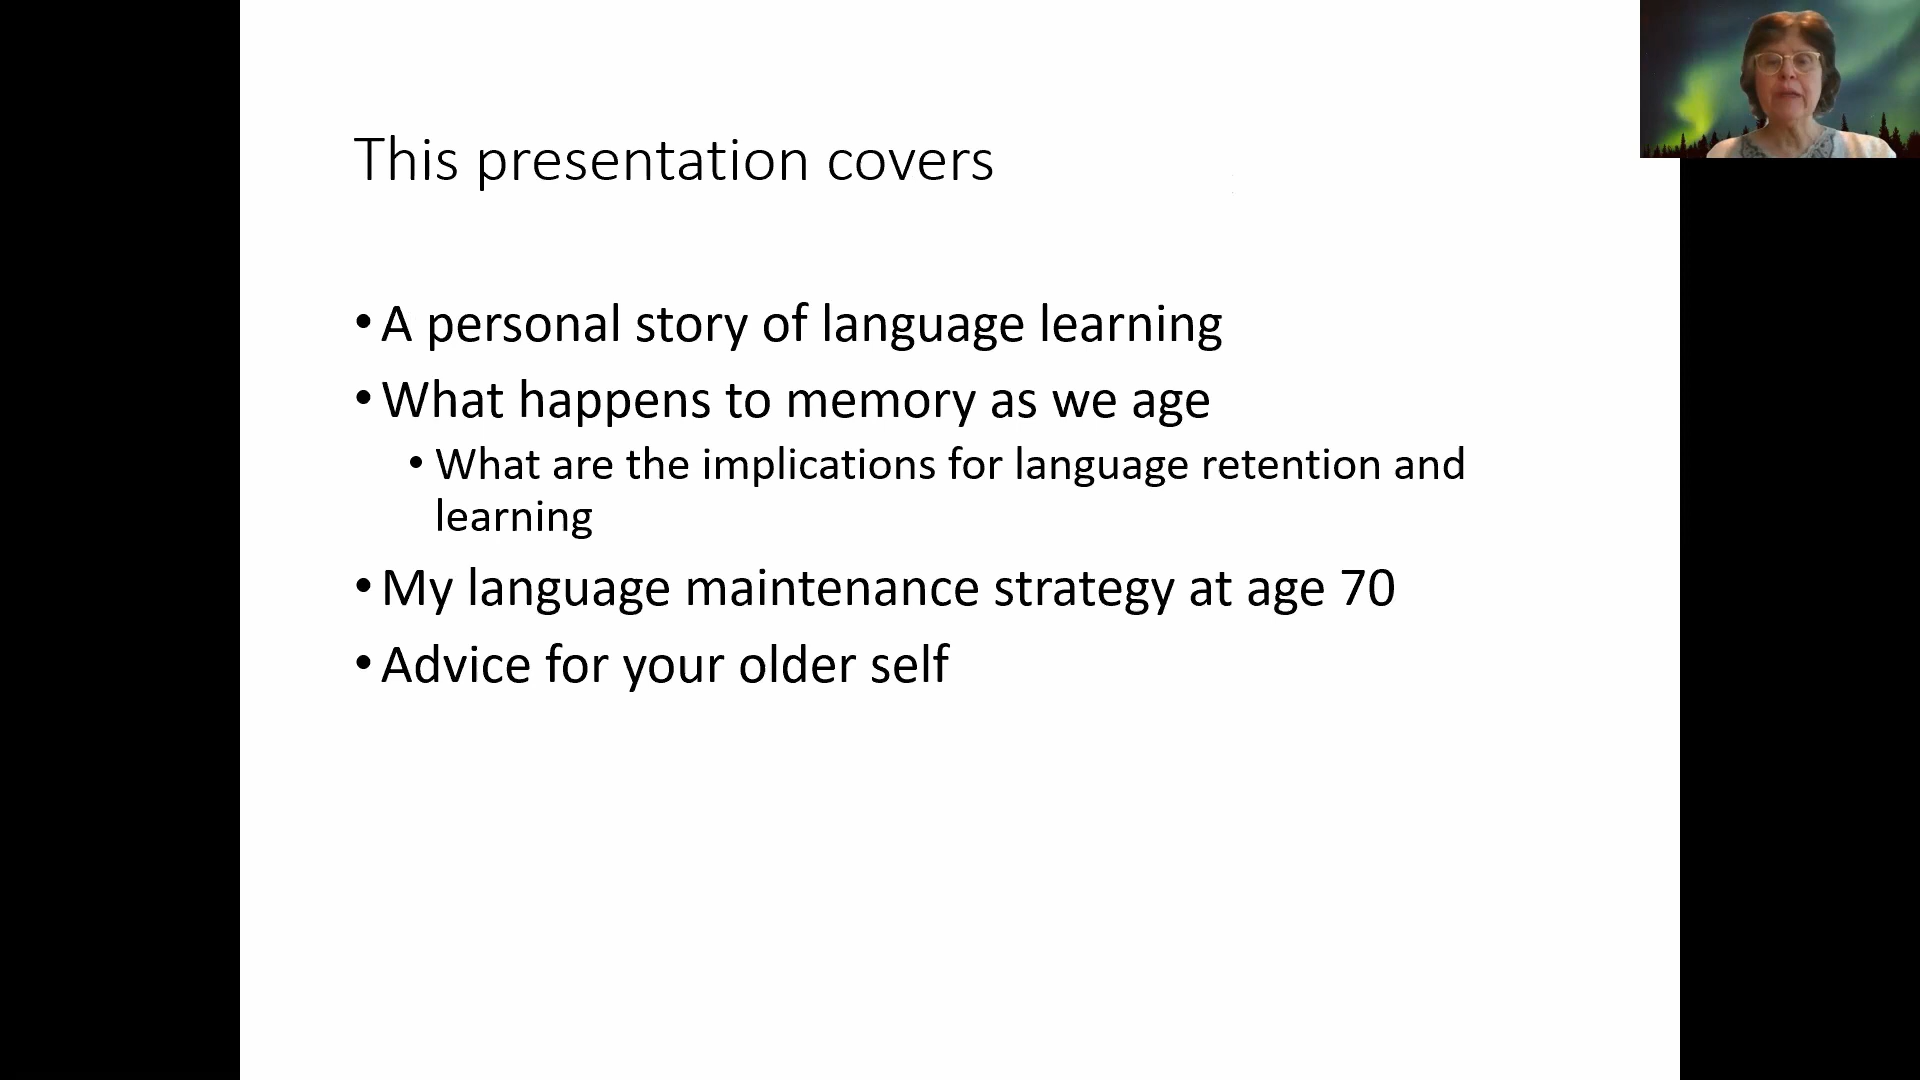 This presentation covers
• A personal story of language learning
• What happens to memory as we age
• What are the implications for language retention and
learning
• My language maintenance strategy at age 70
• Advice for your older self